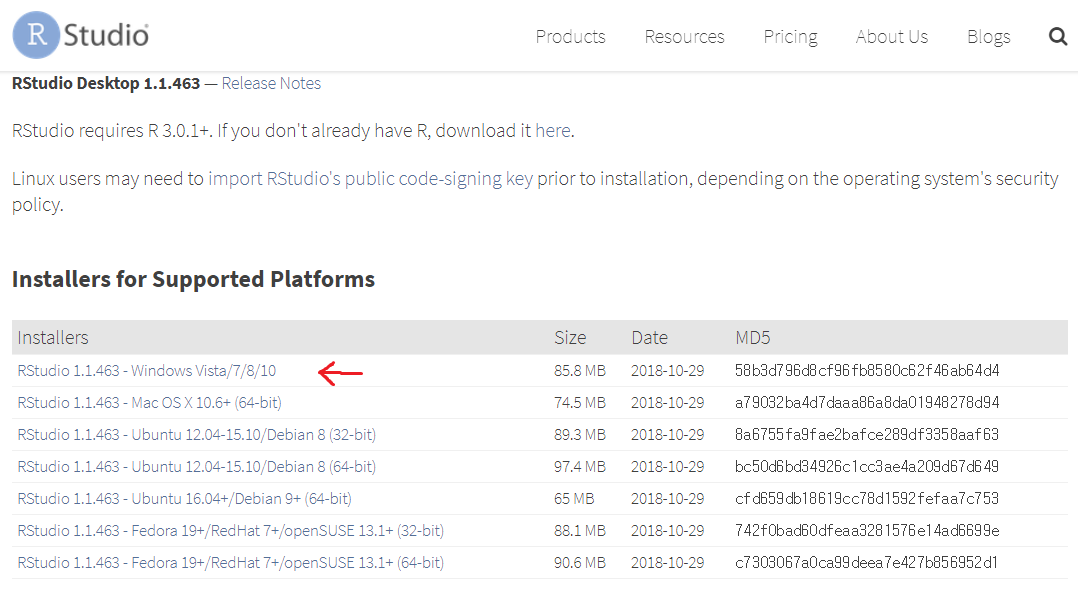 R Studio
Products Resources Pricing About Us Blogs
RStudio Desktop 1.1.463 — Release Notes
RStudio requires R 3.0.1+. If you don't already have R, download it here.
Linux users may need to import RStudio's public code-signing key prior to installation, depending on the operating system's security
policy.
Installers for Supported Platforms
Installers Size Date MD5
RStudio 1.1.463 - Windows Vista/7/8/10 85.8 MB 2018-10-29 58b3d796d8cf96fb8580c62f46ab64d4
RStudio 1.1.463 - Mac OS X 10.6+ (64-bit) 74.5 MB 2018-10-29 a79032ba4d7daaa86a8da01948278d94
RStudio 1.1.463 - Ubuntu 12.04-15.10/Debian 8 (32-bit) 89.3 MB 2018-10-29 8a6755fa9fae2bafce289df3358aaf63
RStudio 1.1.463 - Ubuntu 12.04-15.10/Debian 8 (64-bit) 97.4 MB 2018-10-29 bc50d6bd34926c1cc3ae4a209d67d649
RStudio 1.1.463 - Ubuntu 16.04+/Debian 9+ (64-bit) 65 MB 2018-10-29 cfd659db18619cc78d1592fefaa7c753
RStudio 1.1.463 - Fedora 19+/RedHat 7+/openSUSE 13.1+ (32-bit) 88.1 MB 2018-10-29 742f0bad60dfeaa3281576e14ad6699e
RStudio 1.1.463 - Fedora 19+/RedHat 7+/openSUSE 13.1+ (64-bit) 90.6 MB 2018-10-29 c7303067a0ca99deea7e427b856952d1